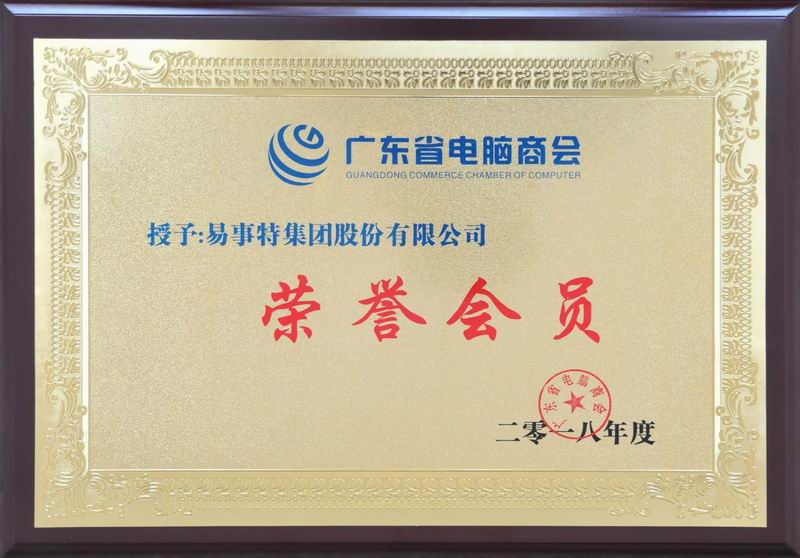 广东省电脑商会
GUANGDONG COMMERCE CHAMBER OF COMPUTER
授予:易事特集团股份有限公司
荣誉会员
广东省电脑商会
二零一八年度